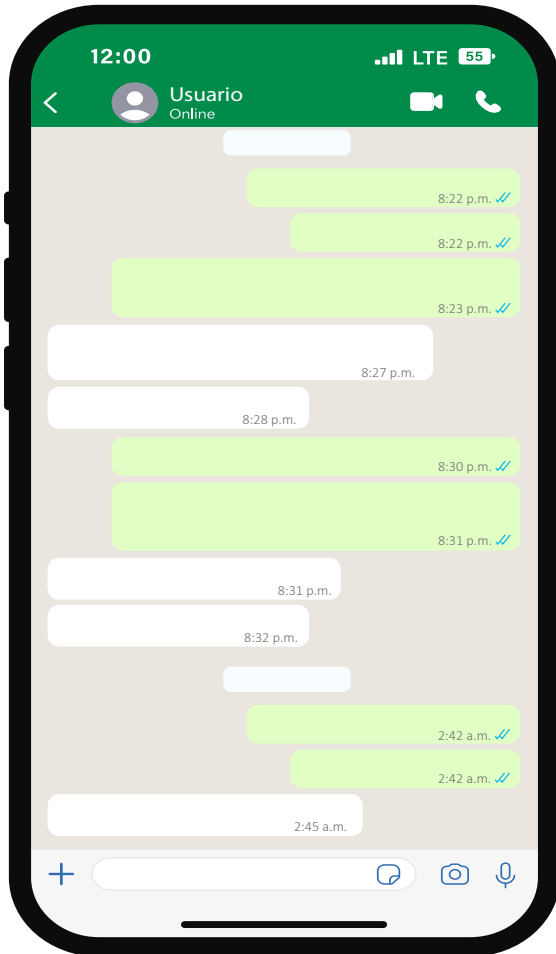 12:00 LTE 55
Usuario
Online
8:22 p.m.
8:22 p.m.
8:23 p.m.
8:27 p.m.
8:28 p.m.
8:30 p.m.
8:31 p.m.
8:31 p.m.
8:32 p.m.
2:42 a.m.
2:42 a.m.
2:45 a.m.